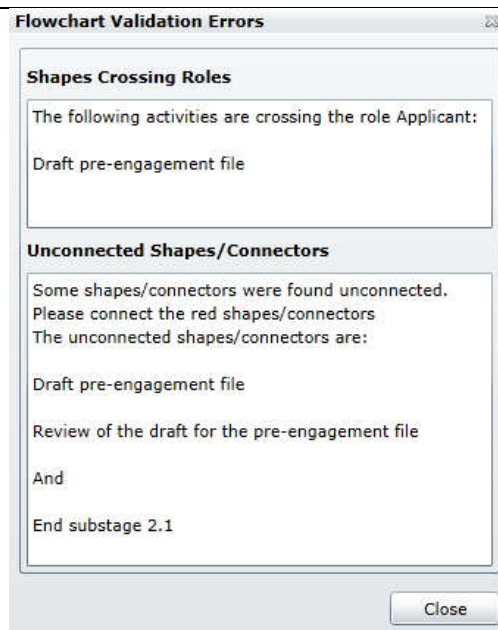 Flowchart Validation Errors
Shapes Crossing Roles
The following activities are crossing the role Applicant:
Draft pre-engagement file
Unconnected Shapes/Connectors
Some shapes/connectors were found unconnected.
Please connect the red shapes/connectors
The unconnected shapes/connectors are:
Draft pre-engagement file
Review of the draft for the pre-engagement file
And
End substage 2.1
Close